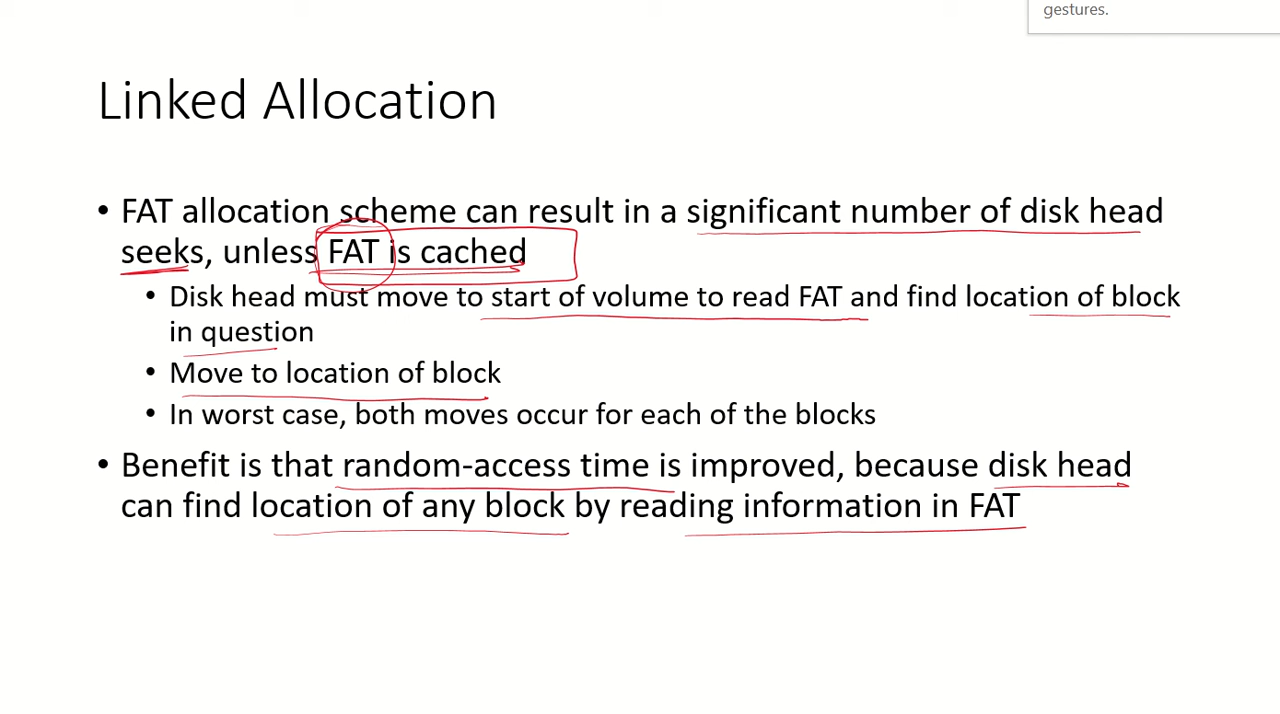 gestures.
Linked Allocation
• FAT allocation scheme can result in a significant number of disk head
seeks, unless FAT is cached
• Disk head must move to start of volume to read FAT and find location of block
in question
• Move to location of block
• In worst case, both moves occur for each of the blocks
• Benefit is that random-access time is improved, because disk head
can find location of any block by reading information in FAT